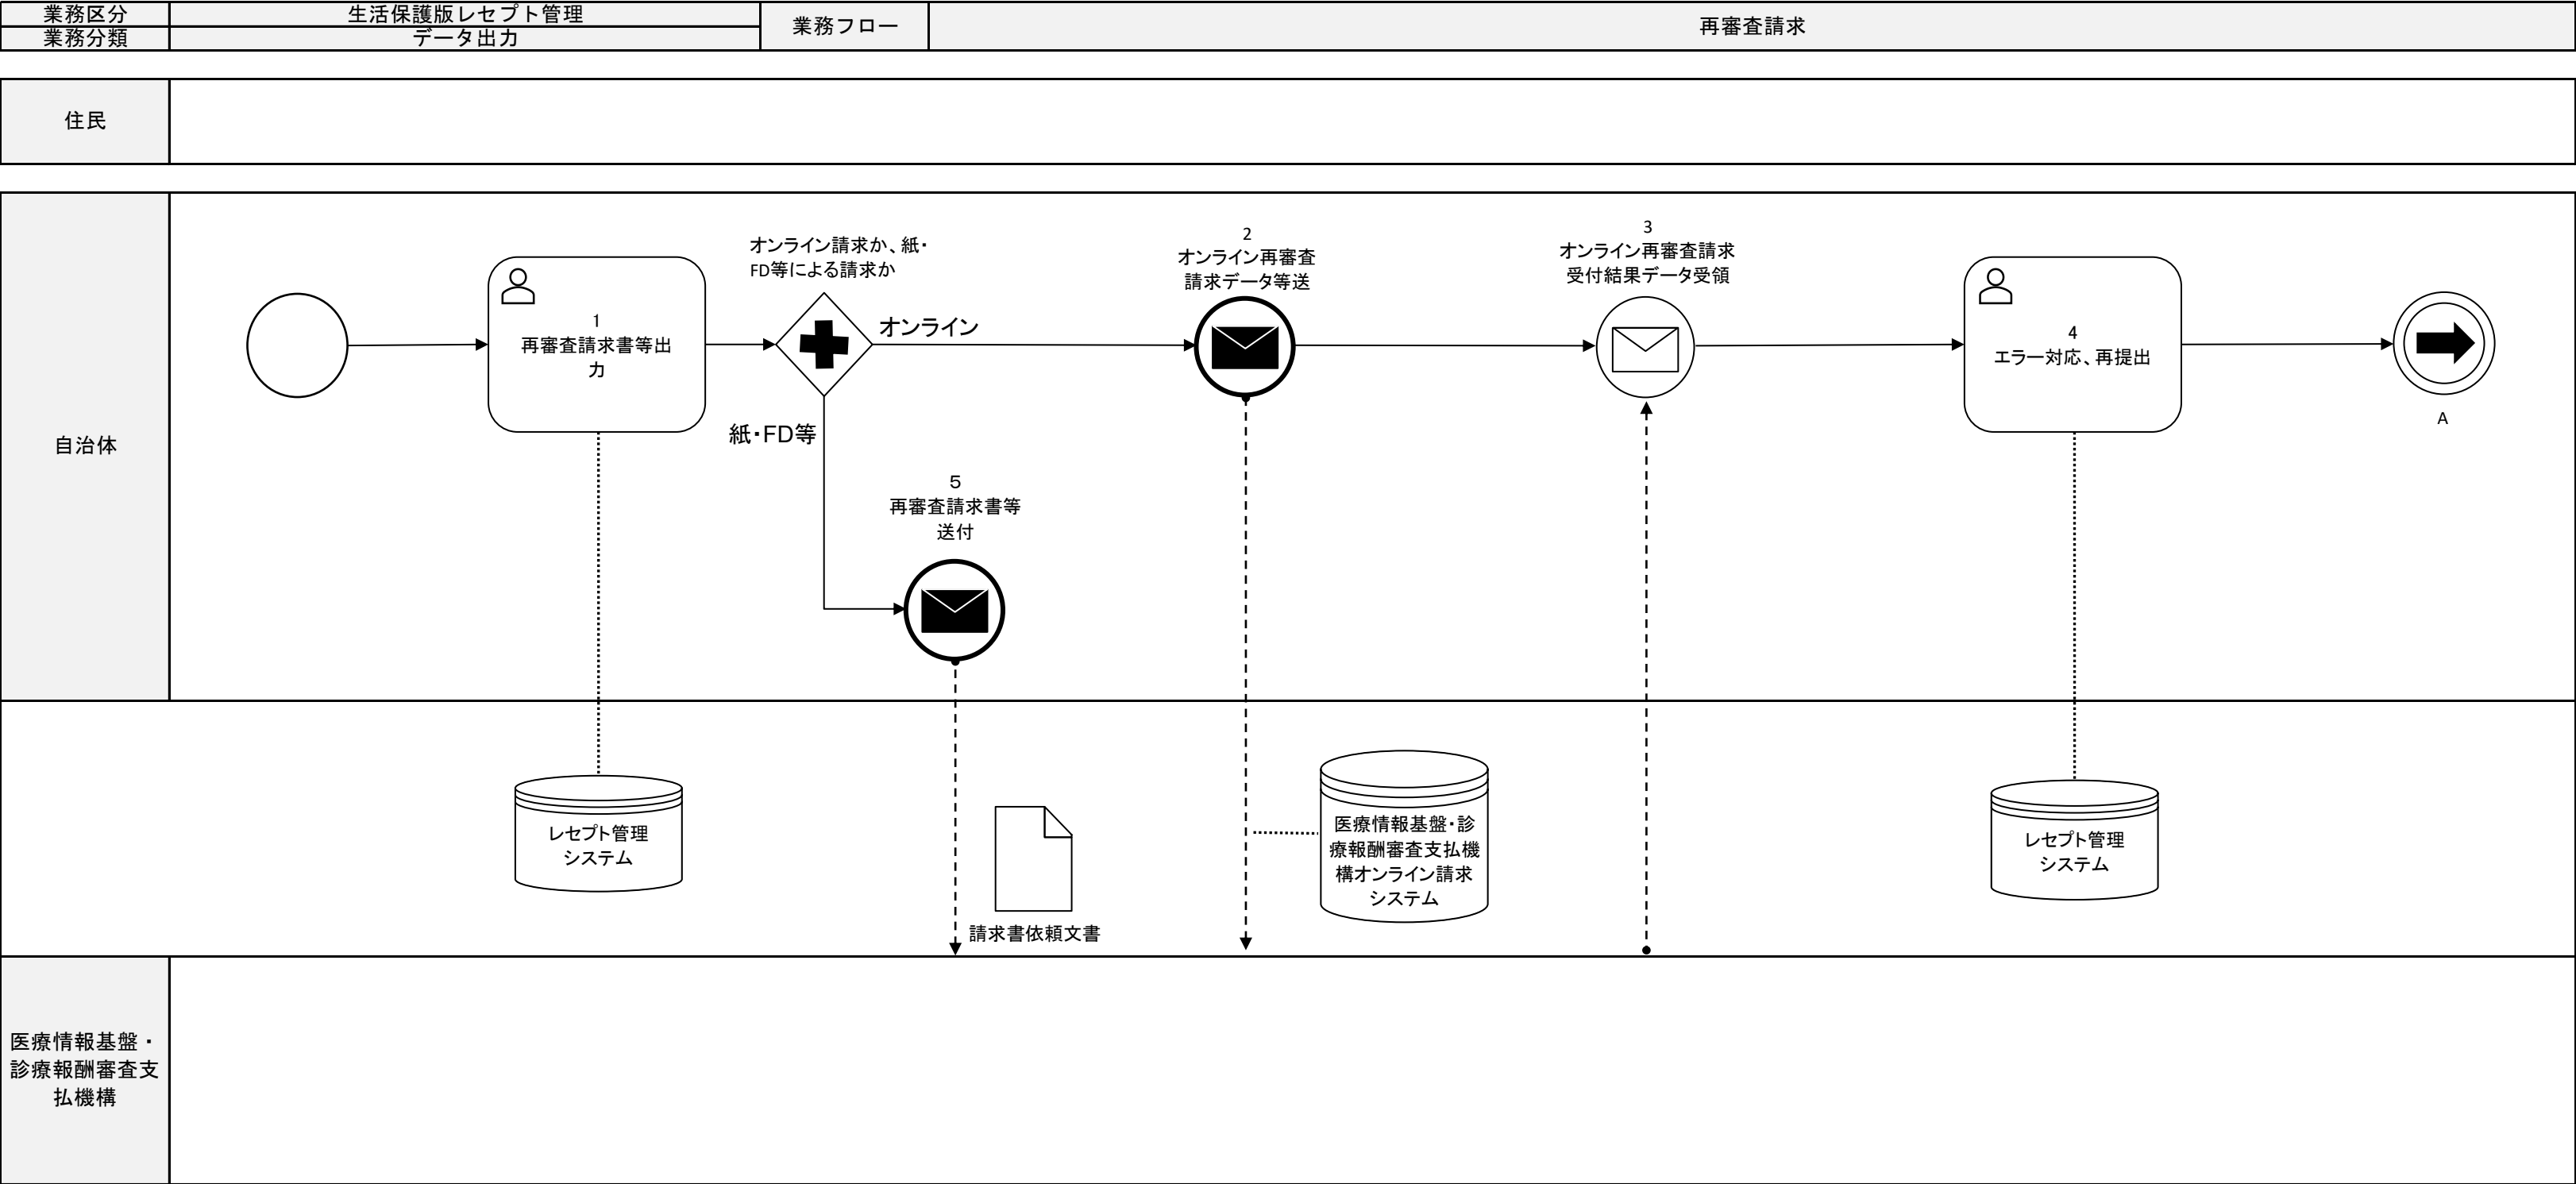 業務区分
生活保護版レセプト管理
業務フロー
再審査請求
業務分類
データ出力
住民
自治体
オンライン請求か、紙・
FD等による請求か
1
再審査請求書等出
力
オンライン
紙・FD等
2
オンライン再審査
請求データ等送
3
オンライン再審査請求
受付結果データ受領
4
エラー対応、再提出
A
5
再審査請求書等
送付
レセプト管理
システム
請求書依頼文書
医療情報基盤・診
療報酬審査支払機
構オンライン請求
システム
レセプト管理
システム
医療情報基盤・
診療報酬審査支
払機構